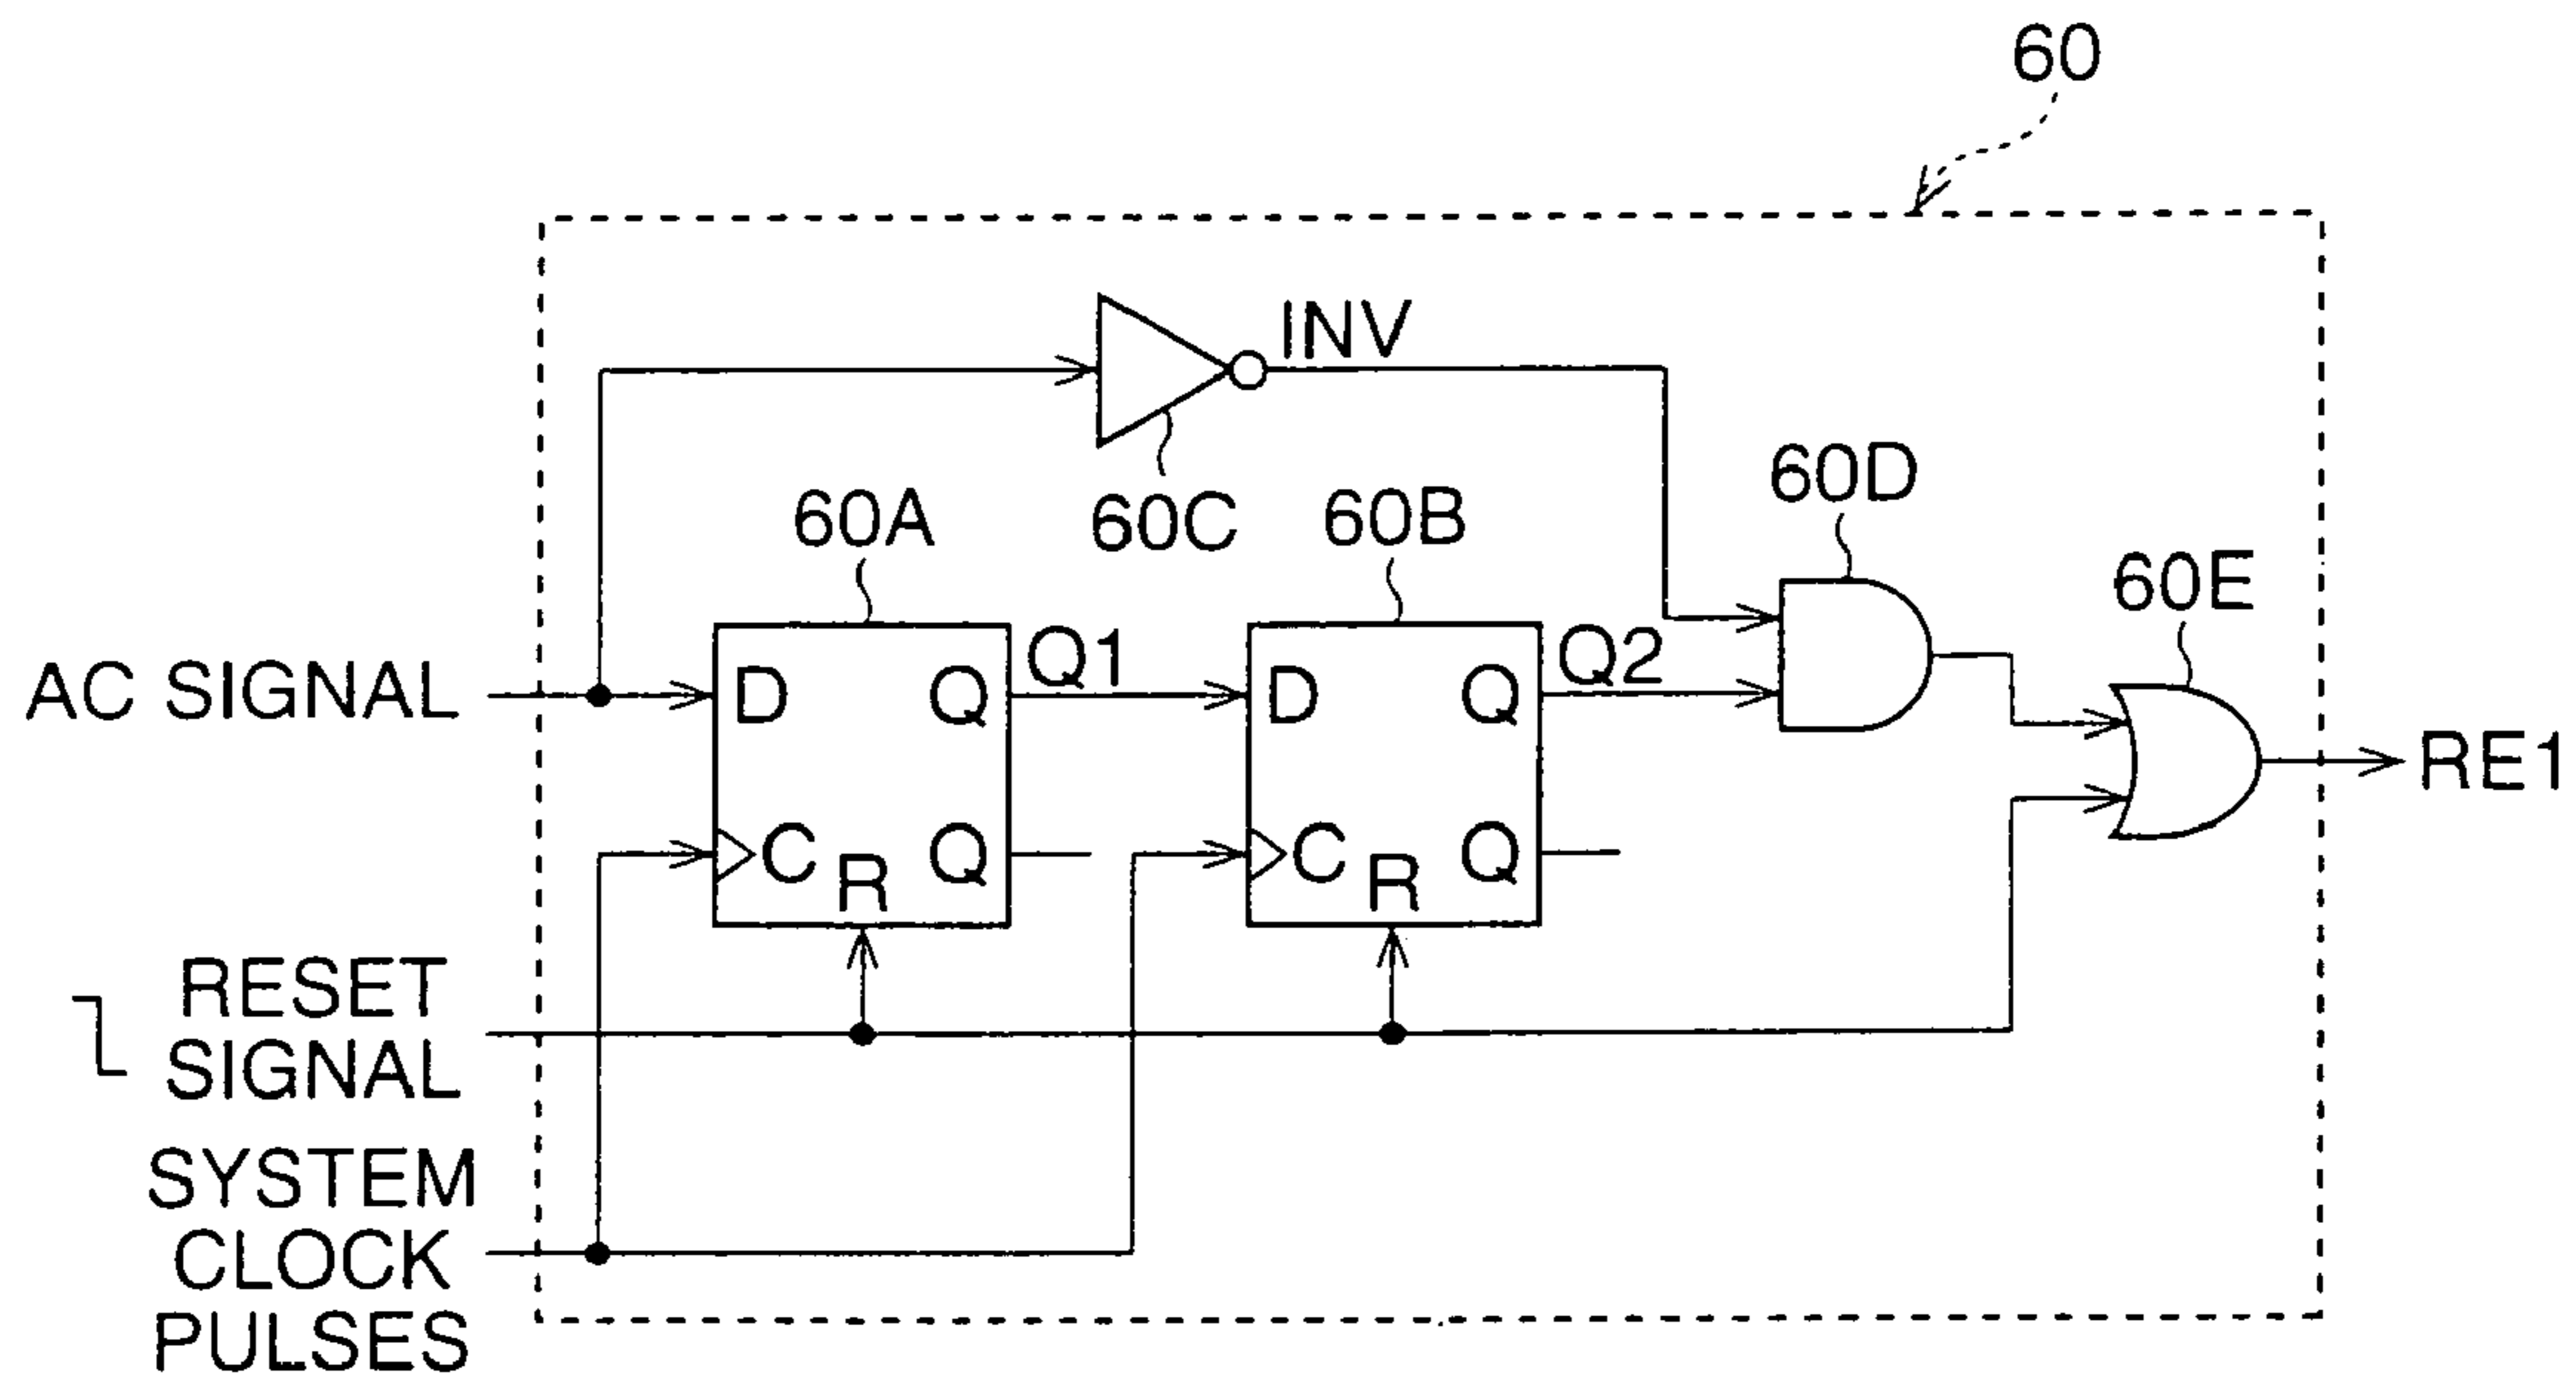 60
INV
60C
60A
60B
60D
60E
AC SIGNAL
D
Q
Q1
D
Q
Q2
C
R
Q
C
R
Q
RE1
RESET
SIGNAL
SYSTEM
CLOCK
PULSES